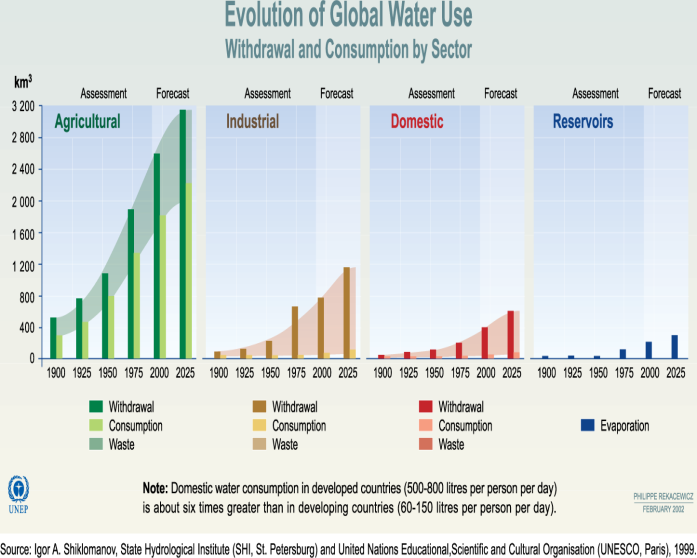 Evolution of Global Water Use
Withdrawal and Consumption by Sector
km³
Assessment Forecast Assessment Forecast Assessment Forecast Assessment Forecast
3 200
2 800
2 400
2 000
1 600
1 200
800
400
0
Agricultural Industrial Domestic Reservoirs
1900 1925 1950 1975 2000 2025 1900 1925 1950 1975 2000 2025 1900 1925 1950 1975 2000 2025 1900 1925 1950 1975 2000 2025
Withdrawal Withdrawal Withdrawal
Consumption Consumption Consumption Evaporation
Waste Waste Waste
Note: Domestic water consumption in developed countries (500-800 litres per person per day)
is about six times greater than in developing countries (60-150 litres per person per day).
UNEP
PHILIPPE REKACEWICZ
FEBRUARY 2002
Source: Igor A. Shiklomanov, State Hydrological Institute (SHI, St. Petersburg) and United Nations Educational,Scientific and Cultural Organisation (UNESCO, Paris), 1999.